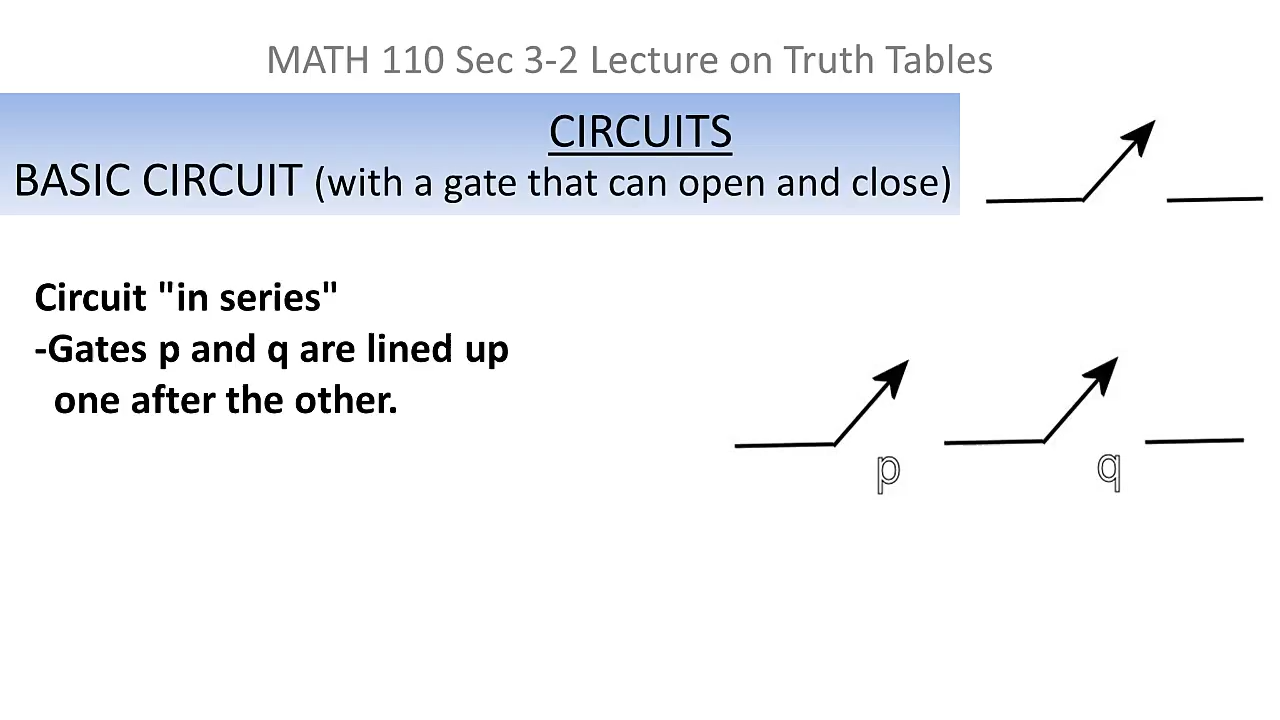 MATH 110 Sec 3-2 Lecture on Truth Tables
CIRCUITS
BASIC CIRCUIT (with a gate that can open and close)
Circuit "in series"
-Gates p and q are lined up
one after the other.
p
q